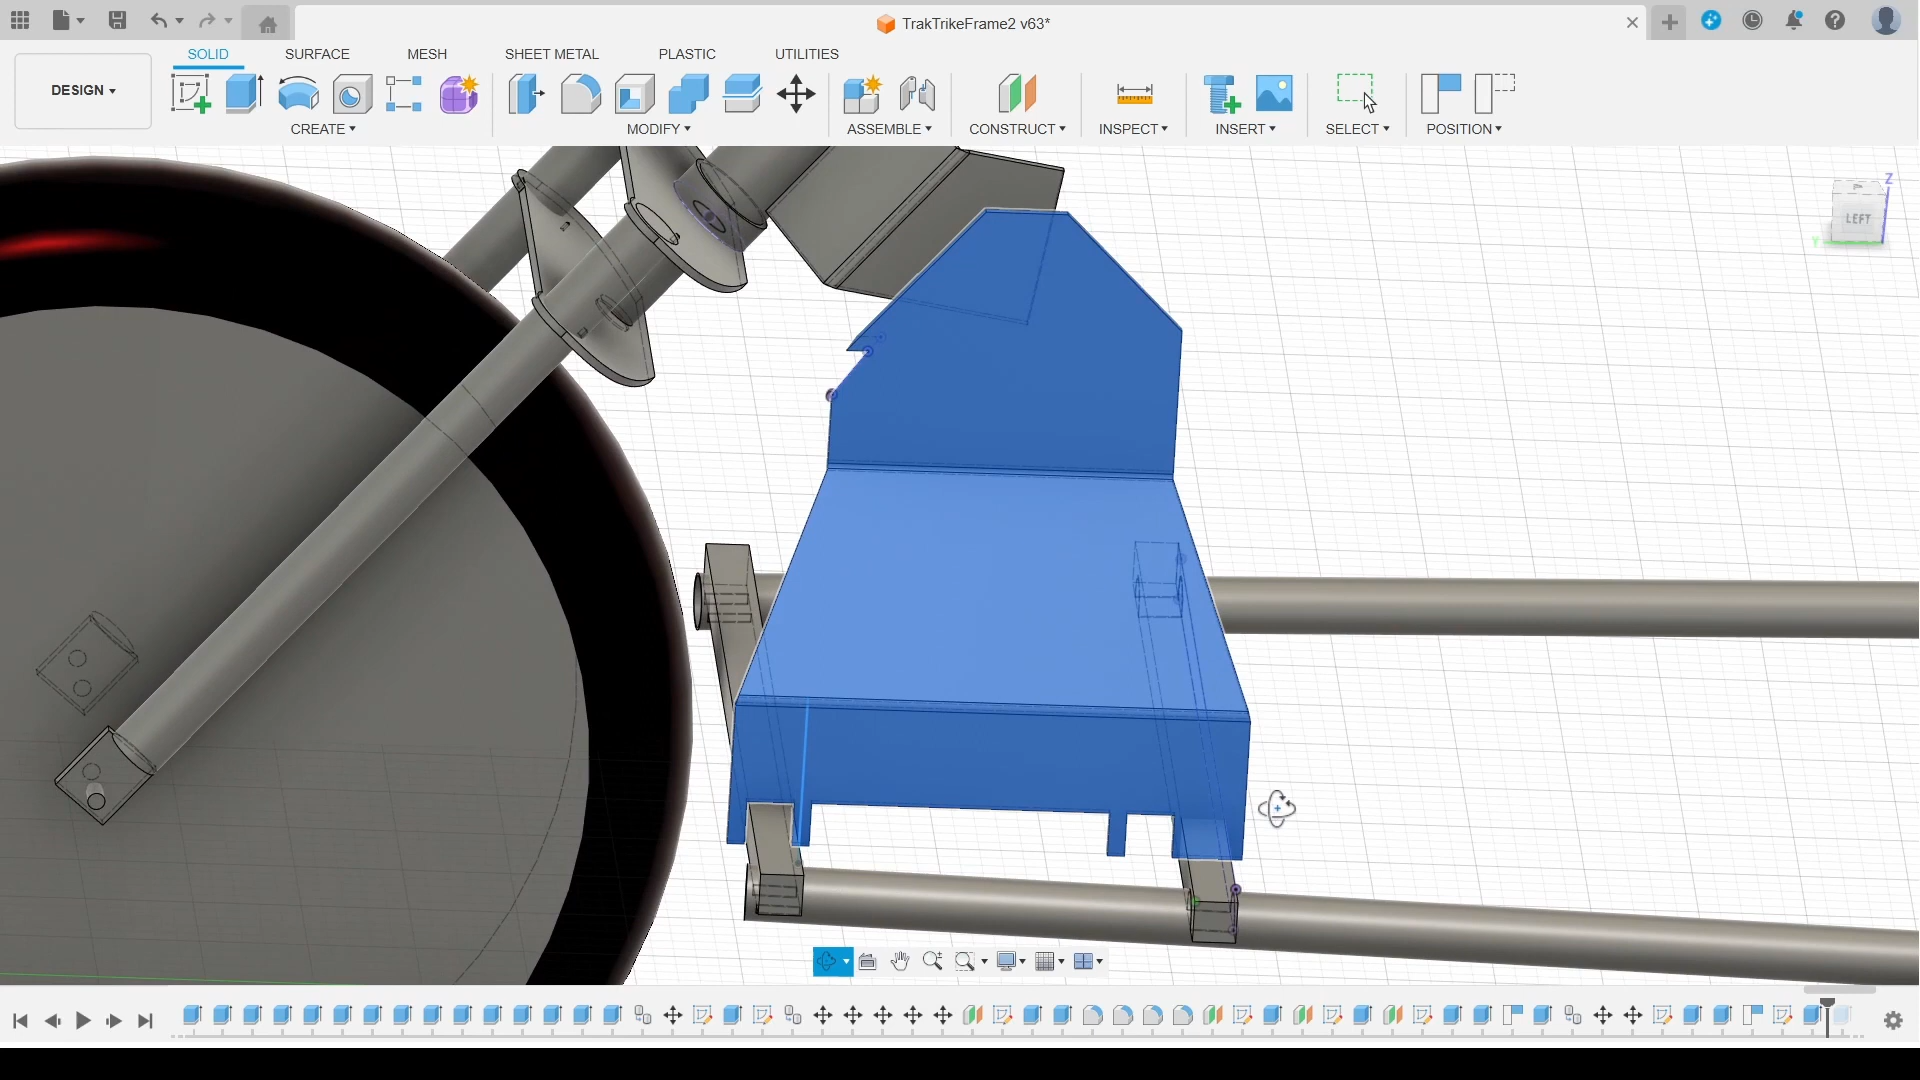 TrakTrikeFrame2 v63*
DESIGN
SOLID
SURFACE
MESH
SHEET METAL
PLASTIC
UTILITIES
CREATE
MODIFY
ASSEMBLE
CONSTRUCT
INSPECT
INSERT
SELECT
POSITION
Z
LEFT
Y